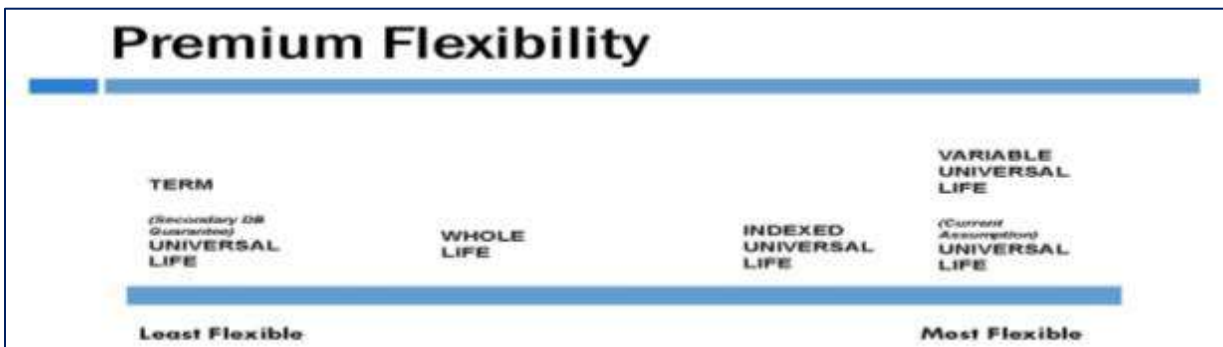 Premium Flexibility
TERM
(Secondary DB
Guarantee)
UNIVERSAL
LIFE
WHOLE
LIFE
INDEXED
UNIVERSAL
LIFE
VARIABLE
UNIVERSAL
LIFE
(Current
Assumption)
UNIVERSAL
LIFE
Least Flexible
Most Flexible